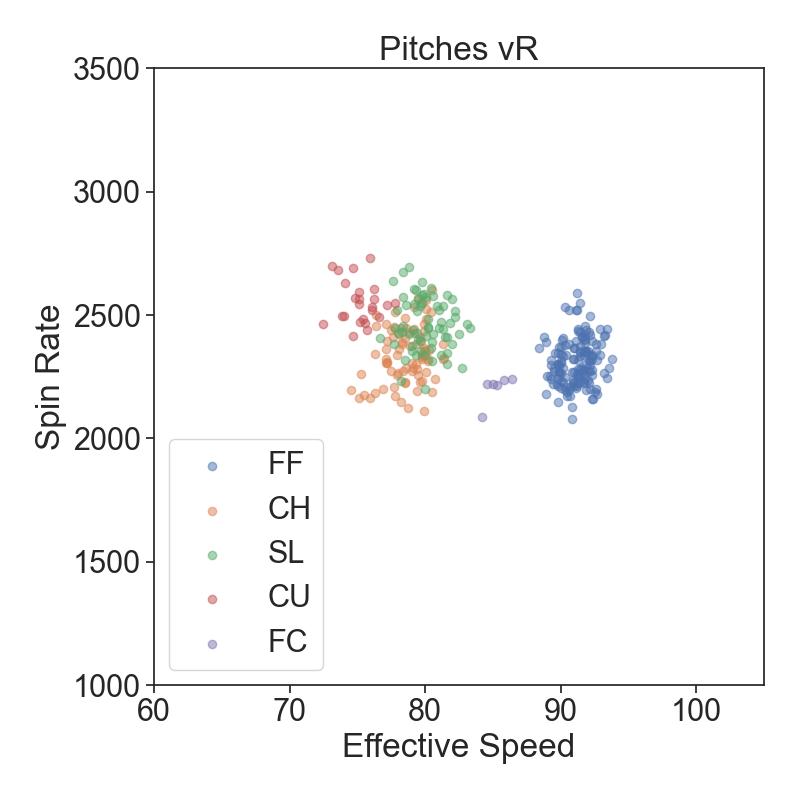 Pitches vR
3500
3000
2500
2000
1500
1000
Spin Rate
FF
CH
SL
CU
FC
60 70 80 90 100
Effective Speed